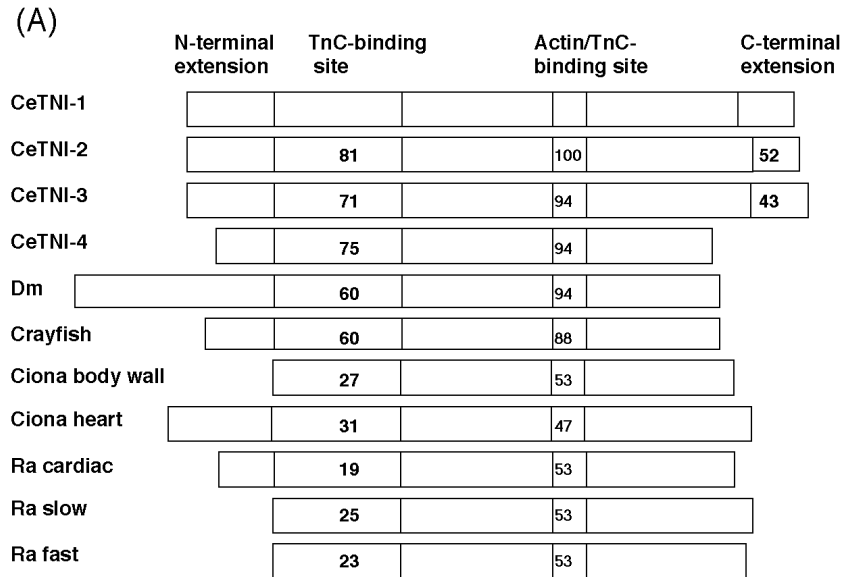 (A)
N-terminal TnC-binding Actin/TnC- C-terminal
extension site binding site extension
CeTNI-1
CeTNI-2 81 100 52
CeTNI-3 71 94 43
CeTNI-4 75 94
Dm 60 94
Crayfish 60 88
Ciona body wall 27 53
Ciona heart 31 47
Ra cardiac 19 53
Ra slow 25 53
Ra fast 23 53